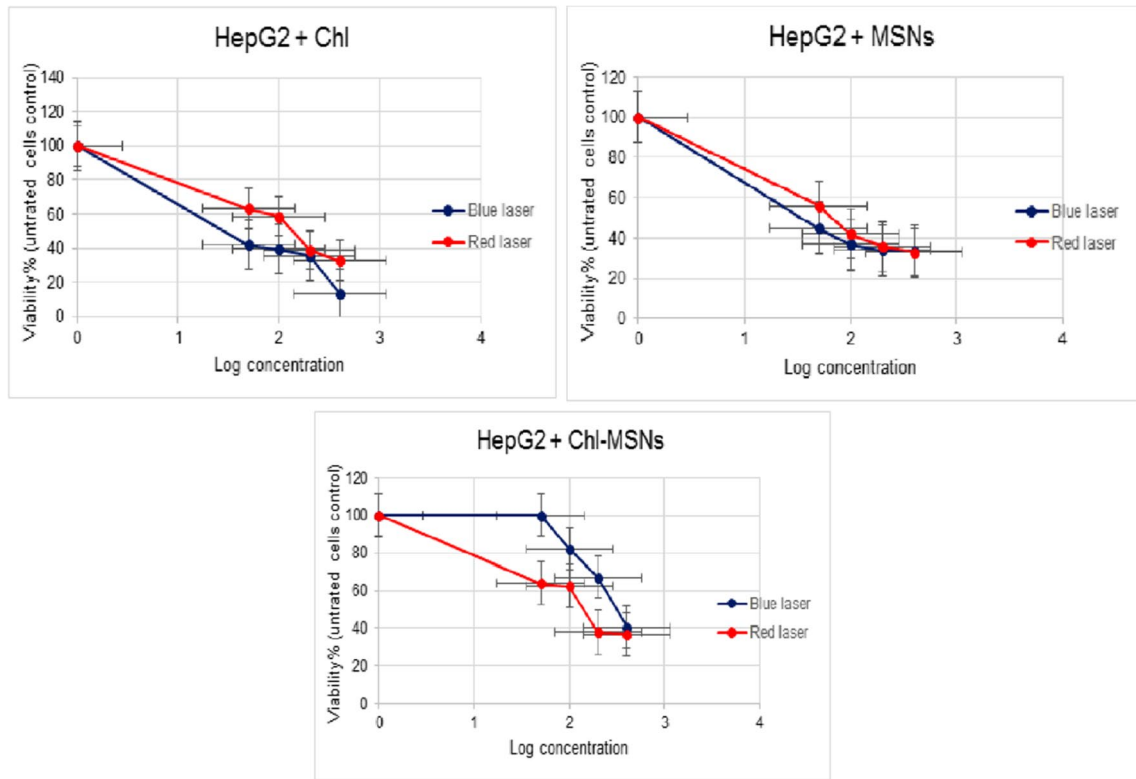 HepG2 + Chl
Viability% (untrated cells control)
140
120
100
80
60
40
20
0
0 1 2 3 4
Log concentration
Blue laser
Red laser
HepG2 + MSNs
Viability% (untrated cells control)
120
100
80
60
40
20
0
0 1 2 3 4
Log concentration
Blue laser
Red laser
HepG2 + Chl-MSNs
Viability% (untrated cells control)
120
100
80
60
40
20
0
0 1 2 3 4
Log concentration
Blue laser
Red laser